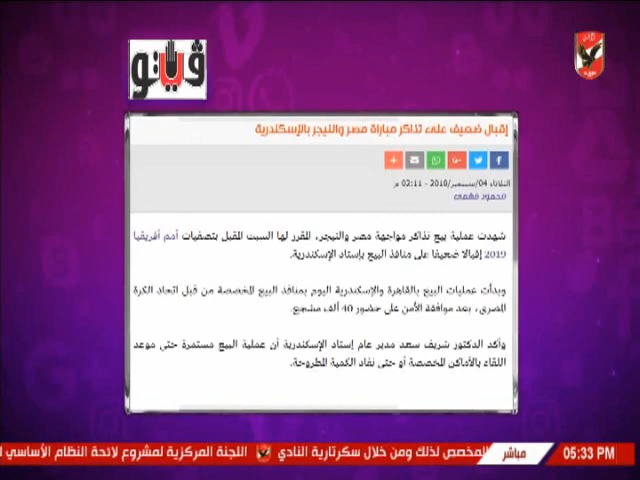 ڤيتو
الأهلي
إقبال ضعيف على تذاكر مباراة مصر والنيجر بالإسكندرية
الثلاثاء 04/سبتمبر/2018 - 02:11 م
محمود فهمى
شهدت عملية بيع تذاكر مواجهة مصر والنيجر، المقرر لها السبت المقبل بتصفيات أمم أفريقيا
2019 إقبالا ضعيفا على منافذ البيع بإستاد الإسكندرية.
وبدأت عمليات البيع بالقاهرة والإسكندرية اليوم بمنافذ البيع المخصصة من قبل اتحاد الكرة
المصرى، بعد موافقة الأمن على حضور 40 ألف مشجع.
وأكد الدكتور شريف سعد مدير عام إستاد الإسكندرية أن عملية البيع مستمرة حتى موعد
اللقاء بالأماكن المخصصة أو حتى نفاد الكمية المطروحة.
05:33 PM مباشر المخصص لذلك ومن خلال سكرتارية النادي اللجنة المركزية لمشروع لائحة النظام الأساسي ل